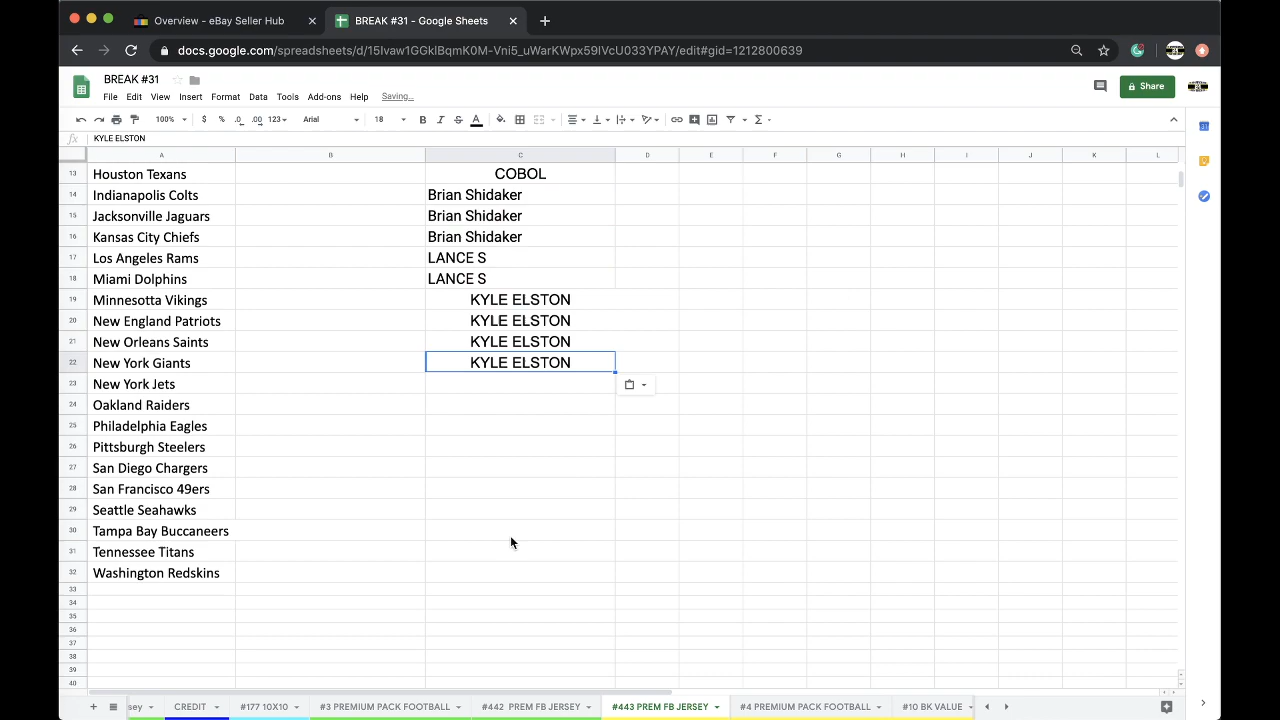 Overview - eBay Seller Hub
BREAK #31 - Google Sheets
docs.google.com/spreadsheets/d/15Ivaw1GGklBqmK0M-Vni5_uWarKWpx59IVcU033YPAY/edit#gid=1212800639
BREAK #31
File Edit View Insert Format Data Tools Add-ons Help Saving...
Share
100% $ % .0 .00 123 Arial 18 B I S A
fx KYLE ELSTON
A B C D E F G H I J K L
13 Houston Texans COBOL
14 Indianapolis Colts Brian Shidaker
15 Jacksonville Jaguars Brian Shidaker
16 Kansas City Chiefs Brian Shidaker
17 Los Angeles Rams LANCE S
18 Miami Dolphins LANCE S
19 Minnesotta Vikings KYLE ELSTON
20 New England Patriots KYLE ELSTON
21 New Orleans Saints KYLE ELSTON
22 New York Giants KYLE ELSTON
23 New York Jets
24 Oakland Raiders
25 Philadelphia Eagles
26 Pittsburgh Steelers
27 San Diego Chargers
28 San Francisco 49ers
29 Seattle Seahawks
30 Tampa Bay Buccaneers
31 Tennessee Titans
32 Washington Redskins
33
34
35
36
37
38
39
40
sey CREDIT #177 10X10 #3 PREMIUM PACK FOOTBALL #442 PREM FB JERSEY #443 PREM FB JERSEY #4 PREMIUM PACK FOOTBALL #10 BK VALUE